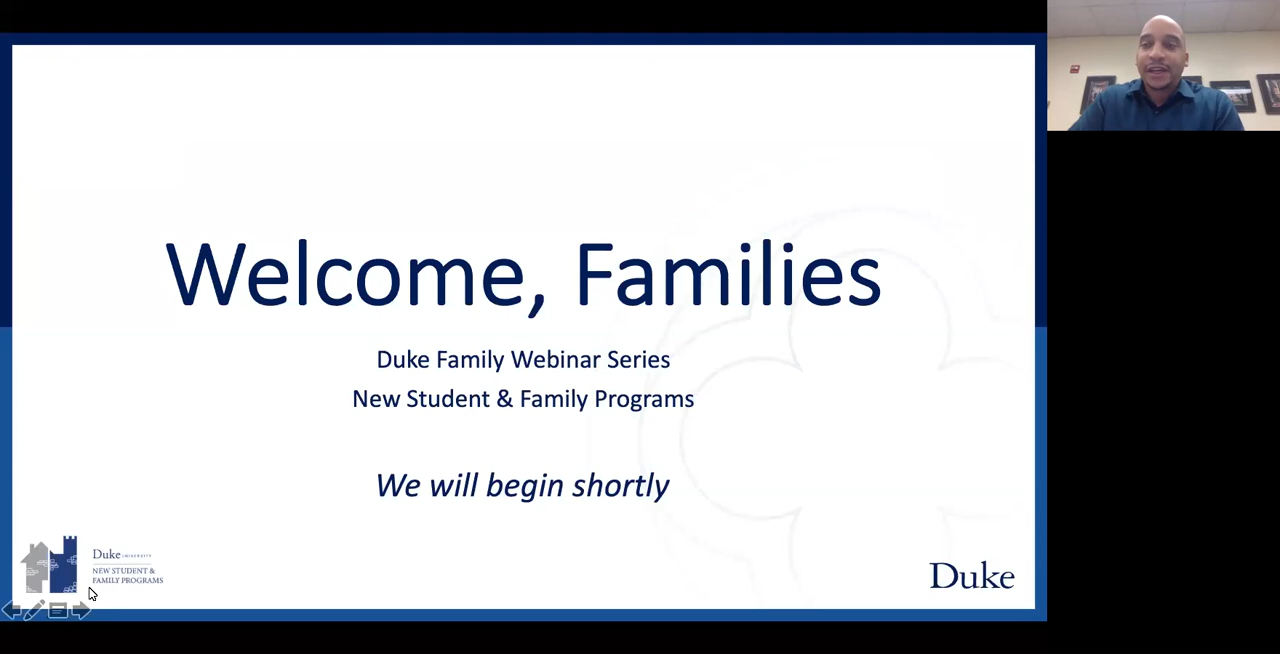 Welcome, Families
Duke Family Webinar Series
New Student & Family Programs
We will begin shortly
Duke UNIVERSITY
NEW STUDENT &
FAMILY PROGRAMS
Duke